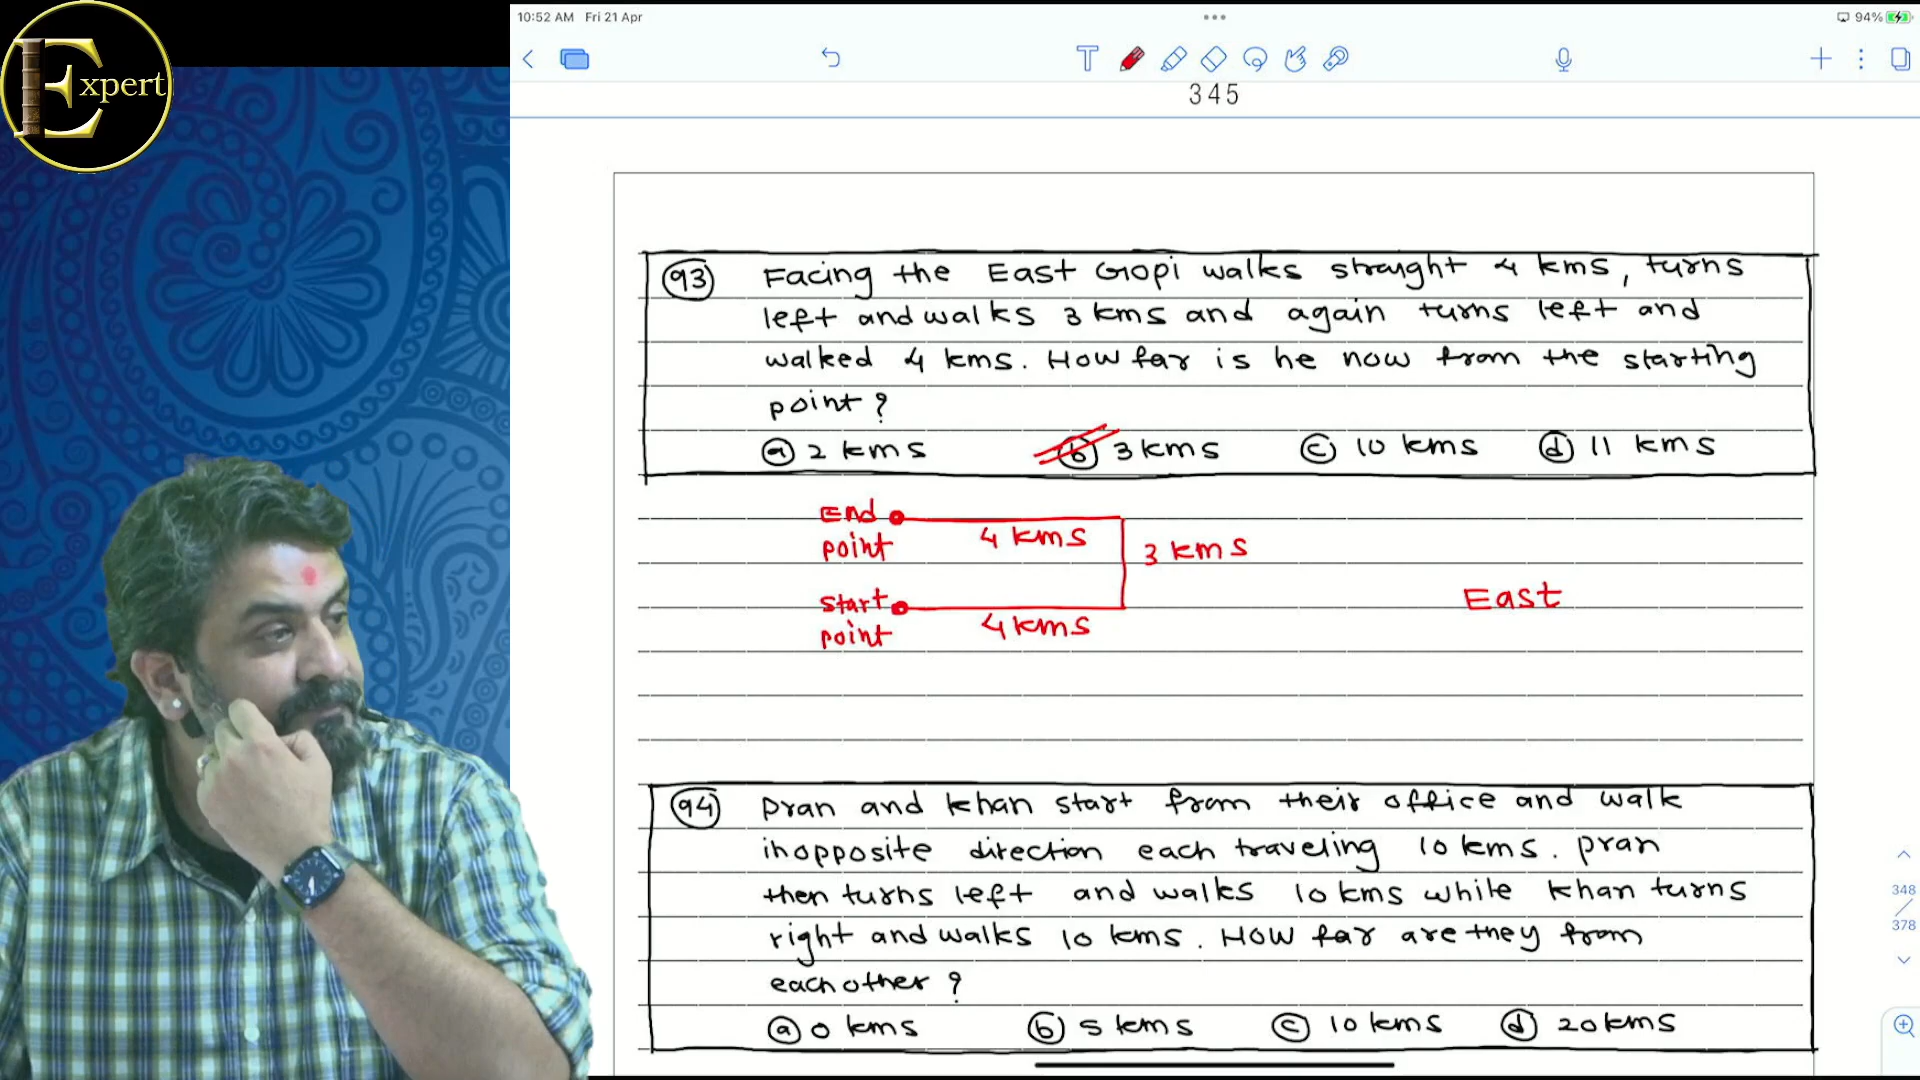 10:52 AM Fri 21 Apr
94%
Expert
T
345
93 Facing the East Gopi walks straight 4 kms, turns
left and walks 3 kms and again turns left and
walked 4 kms. How far is he now from the starting
point?
a 2 kms b 3 kms c 10 kms d 11 kms
End
point
4 kms
3 kms
East
start
point
4 kms
94 Pran and khan start from their office and walk
in opposite direction each traveling 10 kms. Pran
then turns left and walks 10 kms while khan turns
right and walks 10 kms. How far are they from
each other?
a 0 kms b 5 kms c 10 kms d 20 kms
348
378